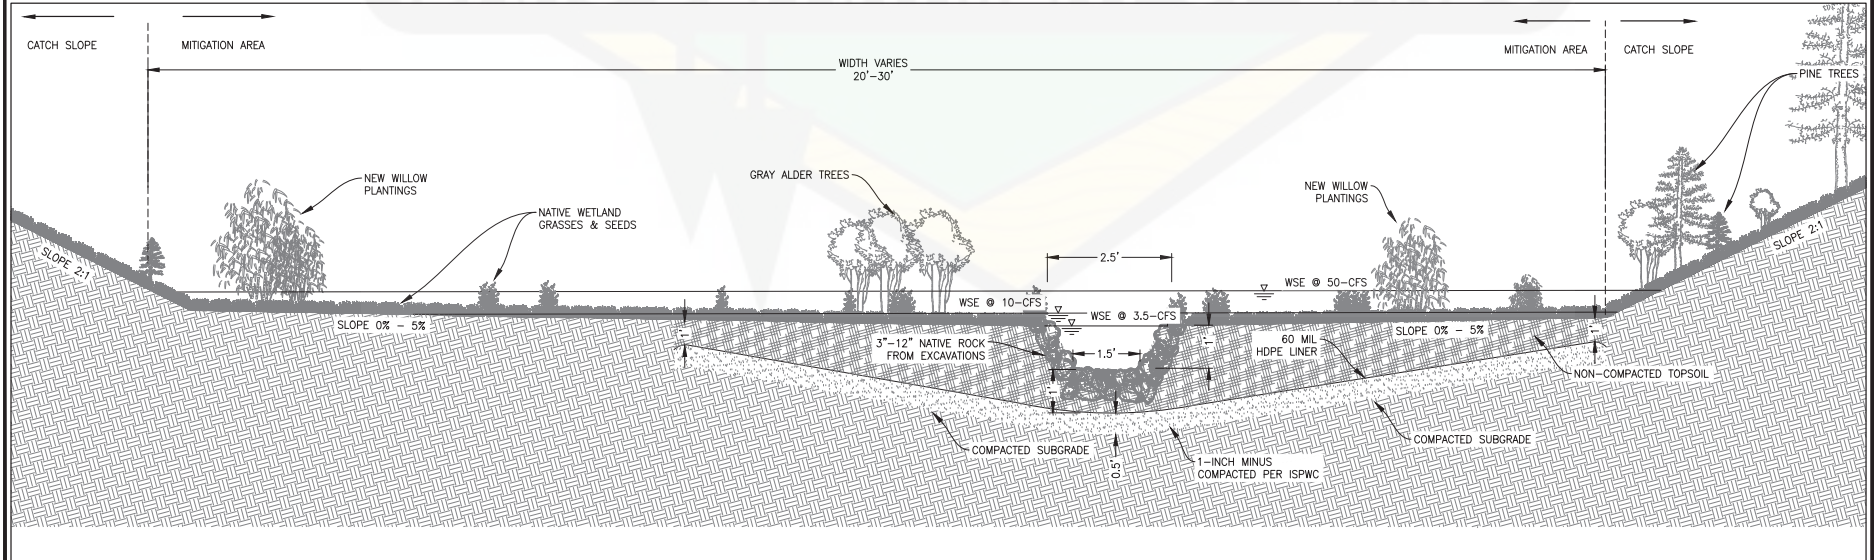 CATCH SLOPE
MITIGATION AREA
MITIGATION AREA
CATCH SLOPE
WIDTH VARIES
20'-30'
PINE TREES
NEW WILLOW
PLANTINGS
GRAY ALDER TREES
NEW WILLOW
PLANTINGS
NATIVE WETLAND
GRASSES & SEEDS
SLOPE 2:1
SLOPE 2:1
2.5'
WSE @ 50-CFS
WSE @ 10-CFS
WSE @ 3.5-CFS
SLOPE 0% - 5%
SLOPE 0% - 5%
1'
1'
1'
3"-12" NATIVE ROCK
FROM EXCAVATIONS
1.5'
60 MIL
HDPE LINER
NON-COMPACTED TOPSOIL
1'
COMPACTED SUBGRADE
COMPACTED SUBGRADE
0.5'
1-INCH MINUS
COMPACTED PER ISPWC